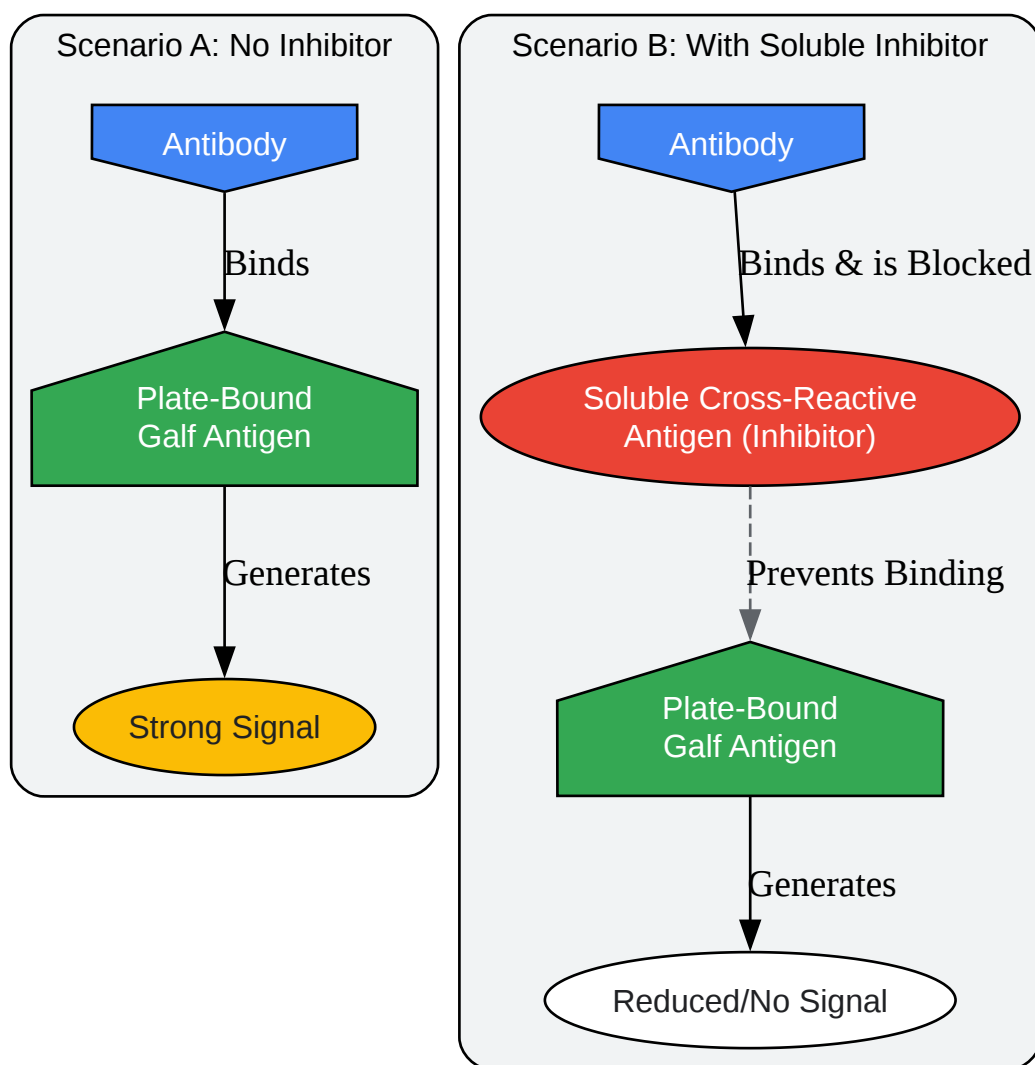 Scenario A: No Inhibitor
Antibody
Binds
Plate-Bound
Galf Antigen
Generates
Strong Signal
Scenario B: With Soluble Inhibitor
Antibody
Binds & is Blocked
Soluble Cross-Reactive
Antigen (Inhibitor)
Prevents Binding
Plate-Bound
Galf Antigen
Generates
Reduced/No Signal